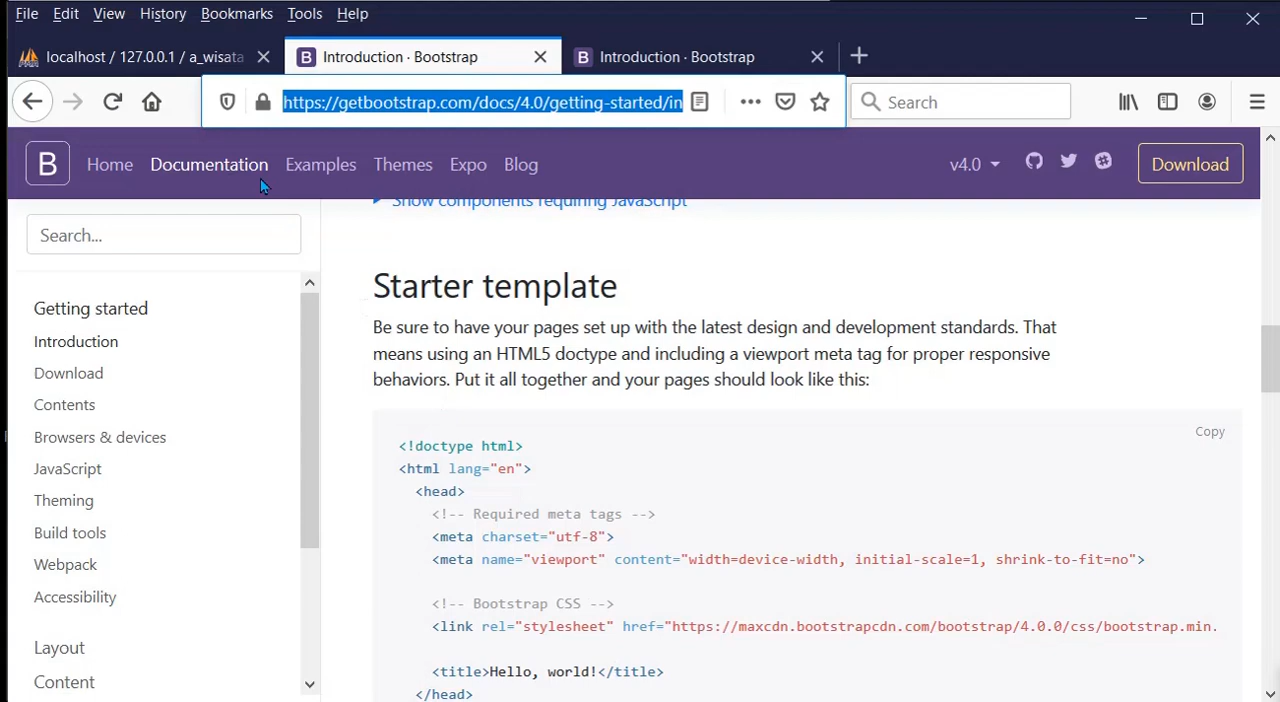 File Edit View History Bookmarks Tools Help
localhost / 127.0.0.1 / a_wisata
Introduction · Bootstrap
Introduction · Bootstrap
https://getbootstrap.com/docs/4.0/getting-started/in
Search
B Home Documentation Examples Themes Expo Blog v4.0 Download
Search...
Getting started
Introduction
Download
Contents
Browsers & devices
JavaScript
Theming
Build tools
Webpack
Accessibility
Layout
Content
Show components requiring JavaScript
Starter template
Be sure to have your pages set up with the latest design and development standards. That
means using an HTML5 doctype and including a viewport meta tag for proper responsive
behaviors. Put it all together and your pages should look like this:
Copy
<!doctype html>
<html lang="en">
<head>
<!-- Required meta tags -->
<meta charset="utf-8">
<meta name="viewport" content="width=device-width, initial-scale=1, shrink-to-fit=no">
<!-- Bootstrap CSS -->
<link rel="stylesheet" href="https://maxcdn.bootstrapcdn.com/bootstrap/4.0.0/css/bootstrap.min.
<title>Hello, world!</title>
</head>